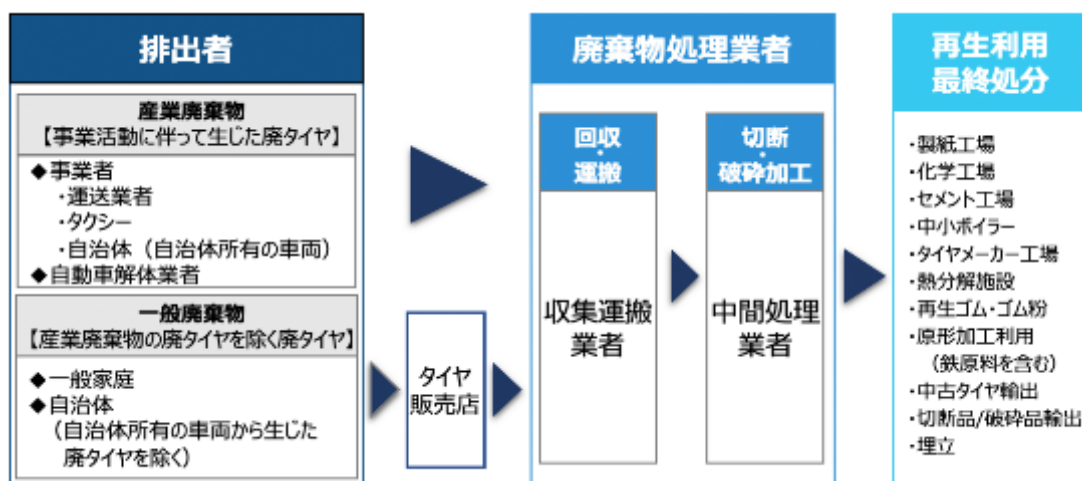 排出者
産業廃棄物
【事業活動に伴って生じた廃タイヤ】
◆事業者
・運送業者
・タクシー
・自治体（自治体所有の車両）
◆自動車解体業者
一般廃棄物
【産業廃棄物の廃タイヤを除く廃タイヤ】
◆一般家庭
◆自治体
（自治体所有の車両から生じた
廃タイヤを除く）
タイヤ
販売店
廃棄物処理業者
回収
・
運搬
収集運搬
業者
切断
・
破砕加工
中間処理
業者
再生利用
最終処分
・製紙工場
・化学工場
・セメント工場
・中小ボイラー
・タイヤメーカー工場
・熱分解施設
・再生ゴム・ゴム粉
・原形加工利用
（鉄原料を含む）
・中古タイヤ輸出
・切断品/破砕品輸出
・埋立